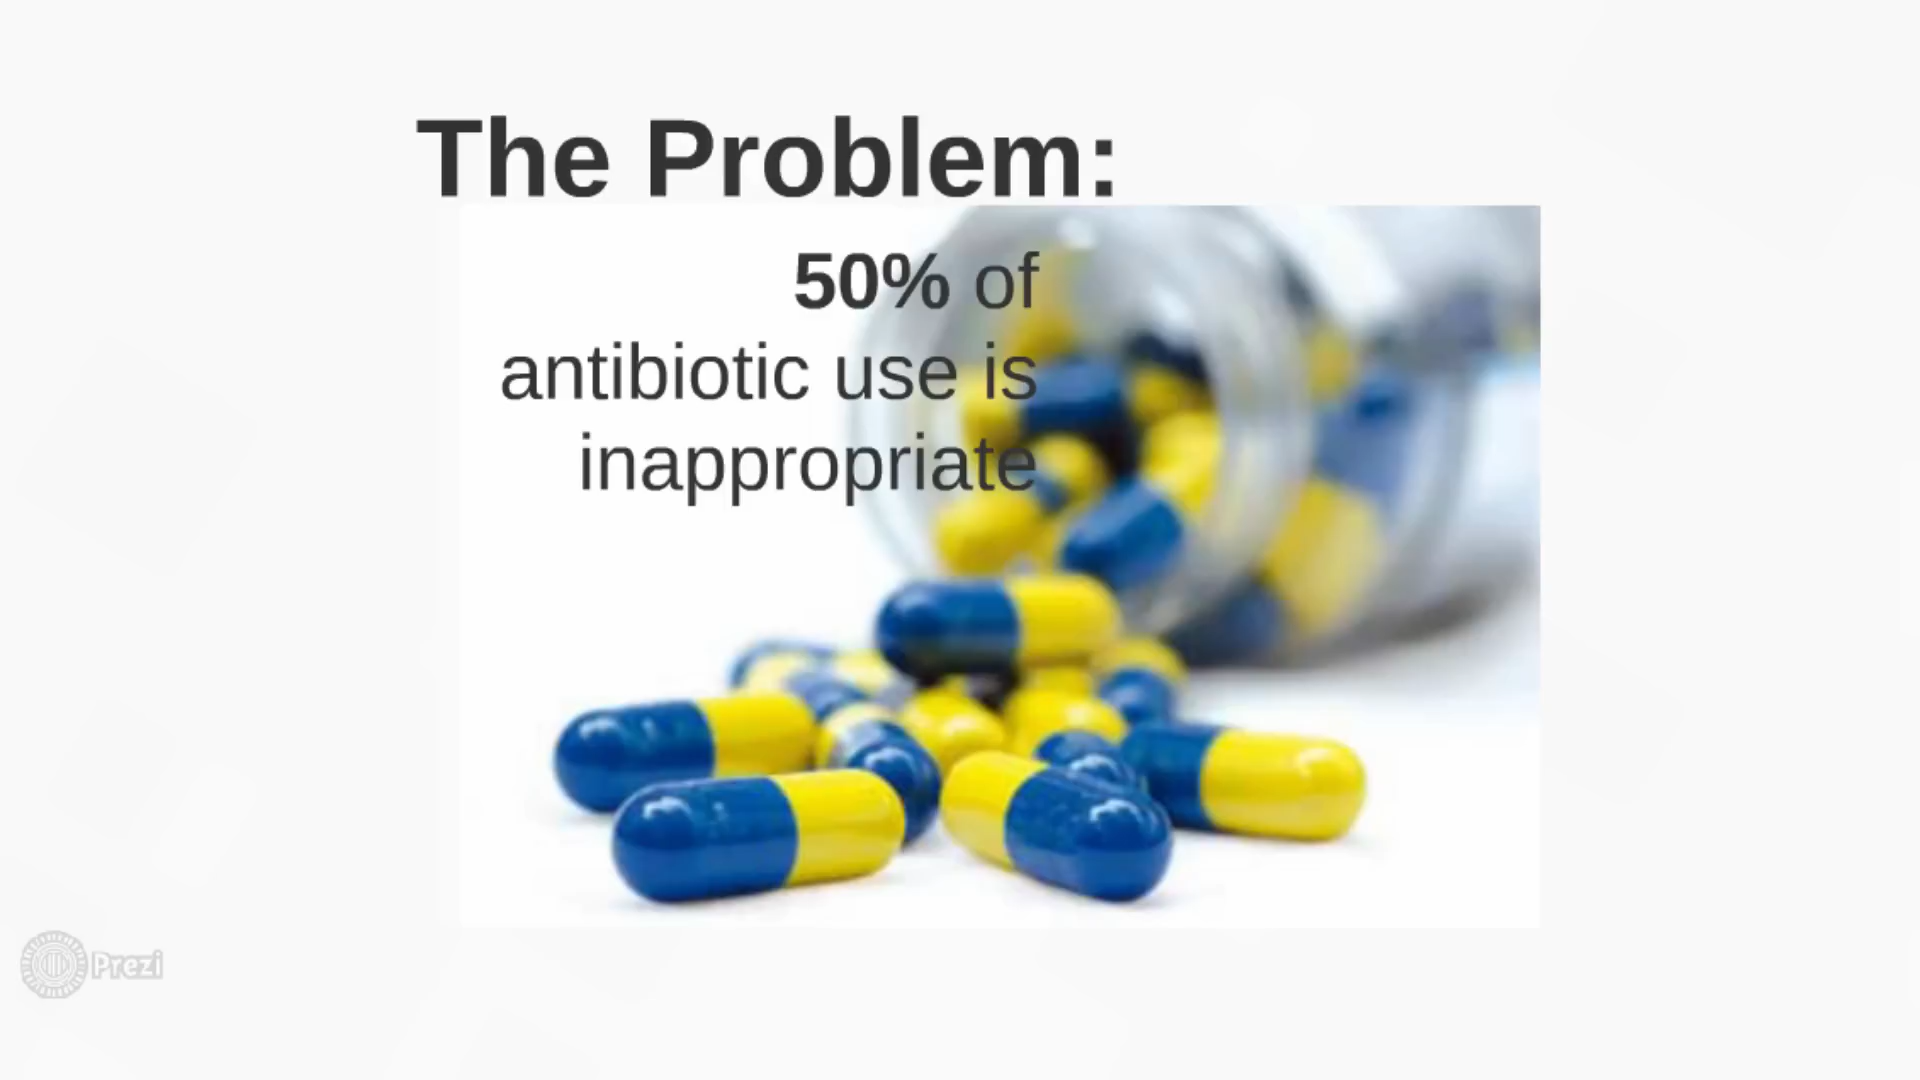 The Problem:
50% of
antibiotic use is
inappropriate
Prezi